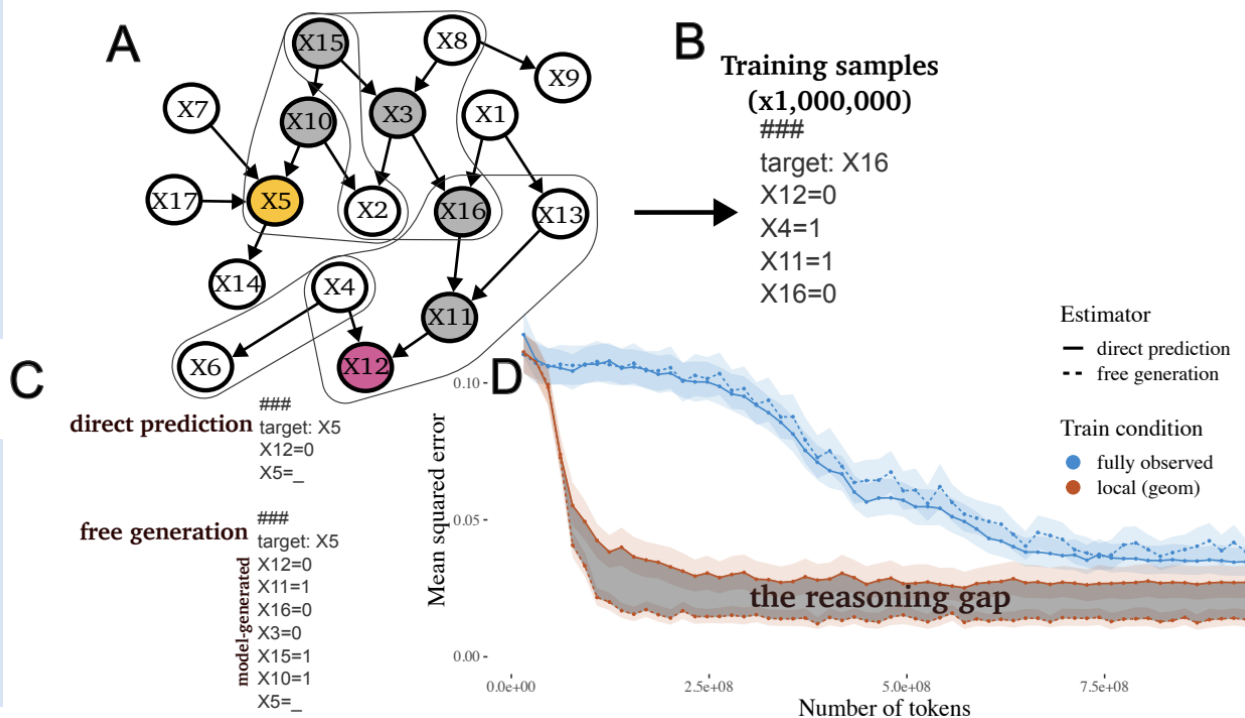 A
X15
X8
X9
X7
X10
X3
X1
X17
X5
X2
X16
X13
X14
X4
X11
X6
X12
B
Training samples
(x1,000,000)
###
target: X16
X12=0
X4=1
X11=1
X16=0
C
direct prediction
###
target: X5
X12=0
X5=_
free generation
model-generated
###
target: X5
X12=0
X11=1
X16=0
X3=0
X15=1
X10=1
X5=_
D
Estimator
direct prediction
free generation
Train condition
fully observed
local (geom)
Mean squared error
0.10
0.05
0.00
the reasoning gap
0.0e+00
2.5e+08
5.0e+08
7.5e+08
Number of tokens